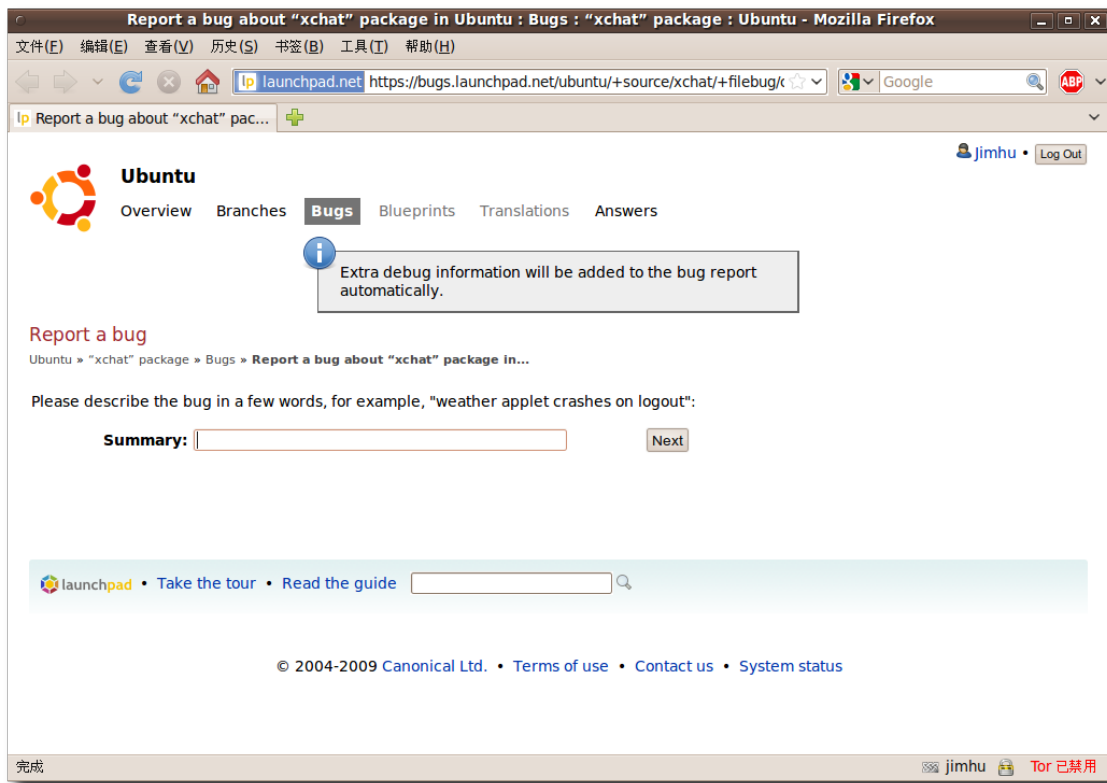 Report a bug about “xchat” package in Ubuntu : Bugs : “xchat” package : Ubuntu - Mozilla Firefox
文件(F) 编辑(E) 查看(V) 历史(S) 书签(B) 工具(T) 帮助(H)
lp launchpad.net https://bugs.launchpad.net/ubuntu/+source/xchat/+filebug/ Google ABP
lp Report a bug about “xchat” pac...
Jimhu • Log Out
Ubuntu
Overview Branches Bugs Blueprints Translations Answers
Extra debug information will be added to the bug report
automatically.
Report a bug
Ubuntu » “xchat” package » Bugs » Report a bug about “xchat” package in...
Please describe the bug in a few words, for example, "weather applet crashes on logout":
Summary: Next
launchpad • Take the tour • Read the guide
© 2004-2009 Canonical Ltd. • Terms of use • Contact us • System status
完成 jimhu Tor 已禁用